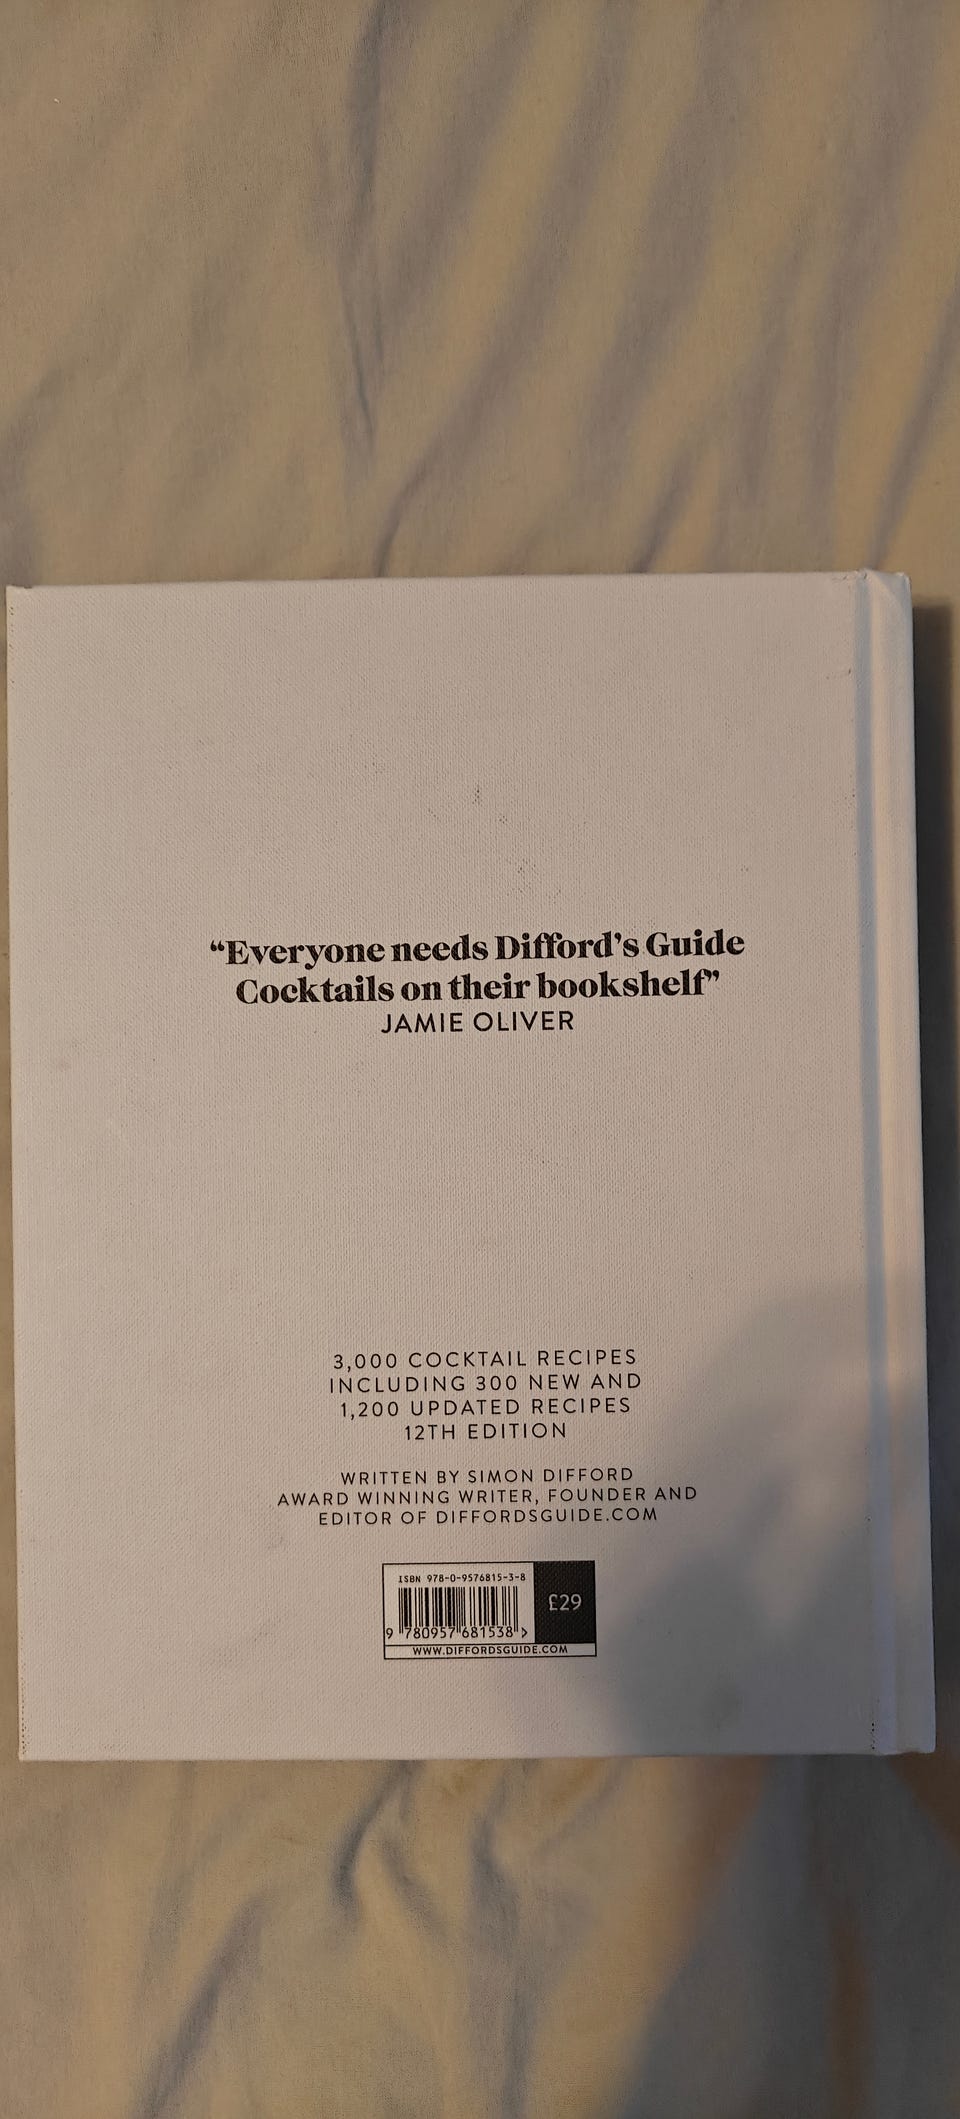 “Everyone needs Difford’s Guide
Cocktails on their bookshelf”
JAMIE OLIVER
3,000 COCKTAIL RECIPES
INCLUDING 300 NEW AND
1,200 UPDATED RECIPES
12TH EDITION
WRITTEN BY SIMON DIFFORD
AWARD WINNING WRITER, FOUNDER AND
EDITOR OF DIFFORDSGUIDE.COM
ISBN 978-0-9576815-3-8
£29
9 780957 681538 >
WWW.DIFFORDSGUIDE.COM